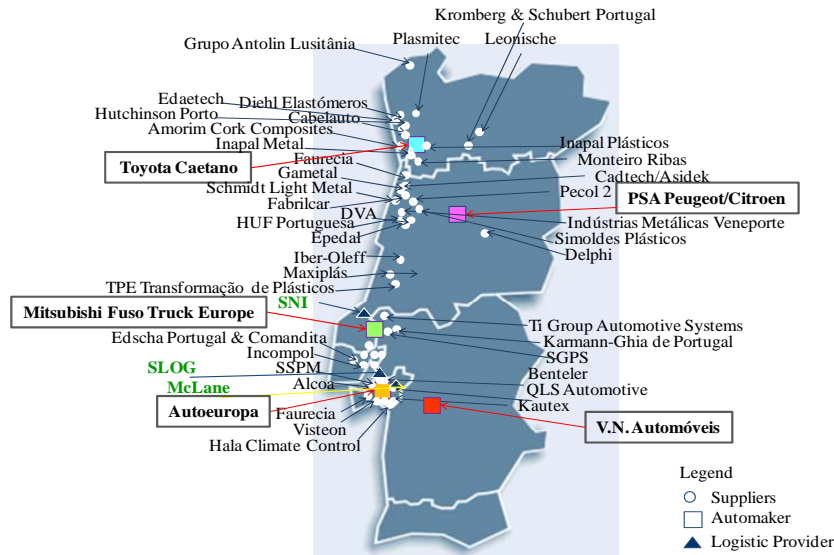 Kromberg & Schubert Portugal
Grupo Antolin Lusitânia
Plasmitec
Leonische
Edaetech
Diehl Elastómeros
Hutchinson Porto
Cabelauto
Amorim Cork Composites
Inapal Metal
Inapal Plásticos
Toyota Caetano
Faurecia
Monteiro Ribas
Gametal
Cadtech/Asidek
Schmidt Light Metal
Pecol 2
PSA Peugeot/Citroen
Fabrilcar
DVA
Indústrias Metálicas Veneporte
HUF Portuguesa
Simoldes Plásticos
Epedal
Delphi
Iber-Oleff
Maxiplás
TPE Transformação de Plásticos
SNI
Mitsubishi Fuso Truck Europe
Ti Group Automotive Systems
Edscha Portugal & Comandita
Karmann-Ghia de Portugal
Incompol
SGPS
SLOG
SSPM
Benteler
McLane
Alcoa
QLS Automotive
Autoeuropa
Kautex
Faurecia
Visteon
V.N. Automóveis
Hala Climate Control
Legend
Suppliers
Automaker
Logistic Provider